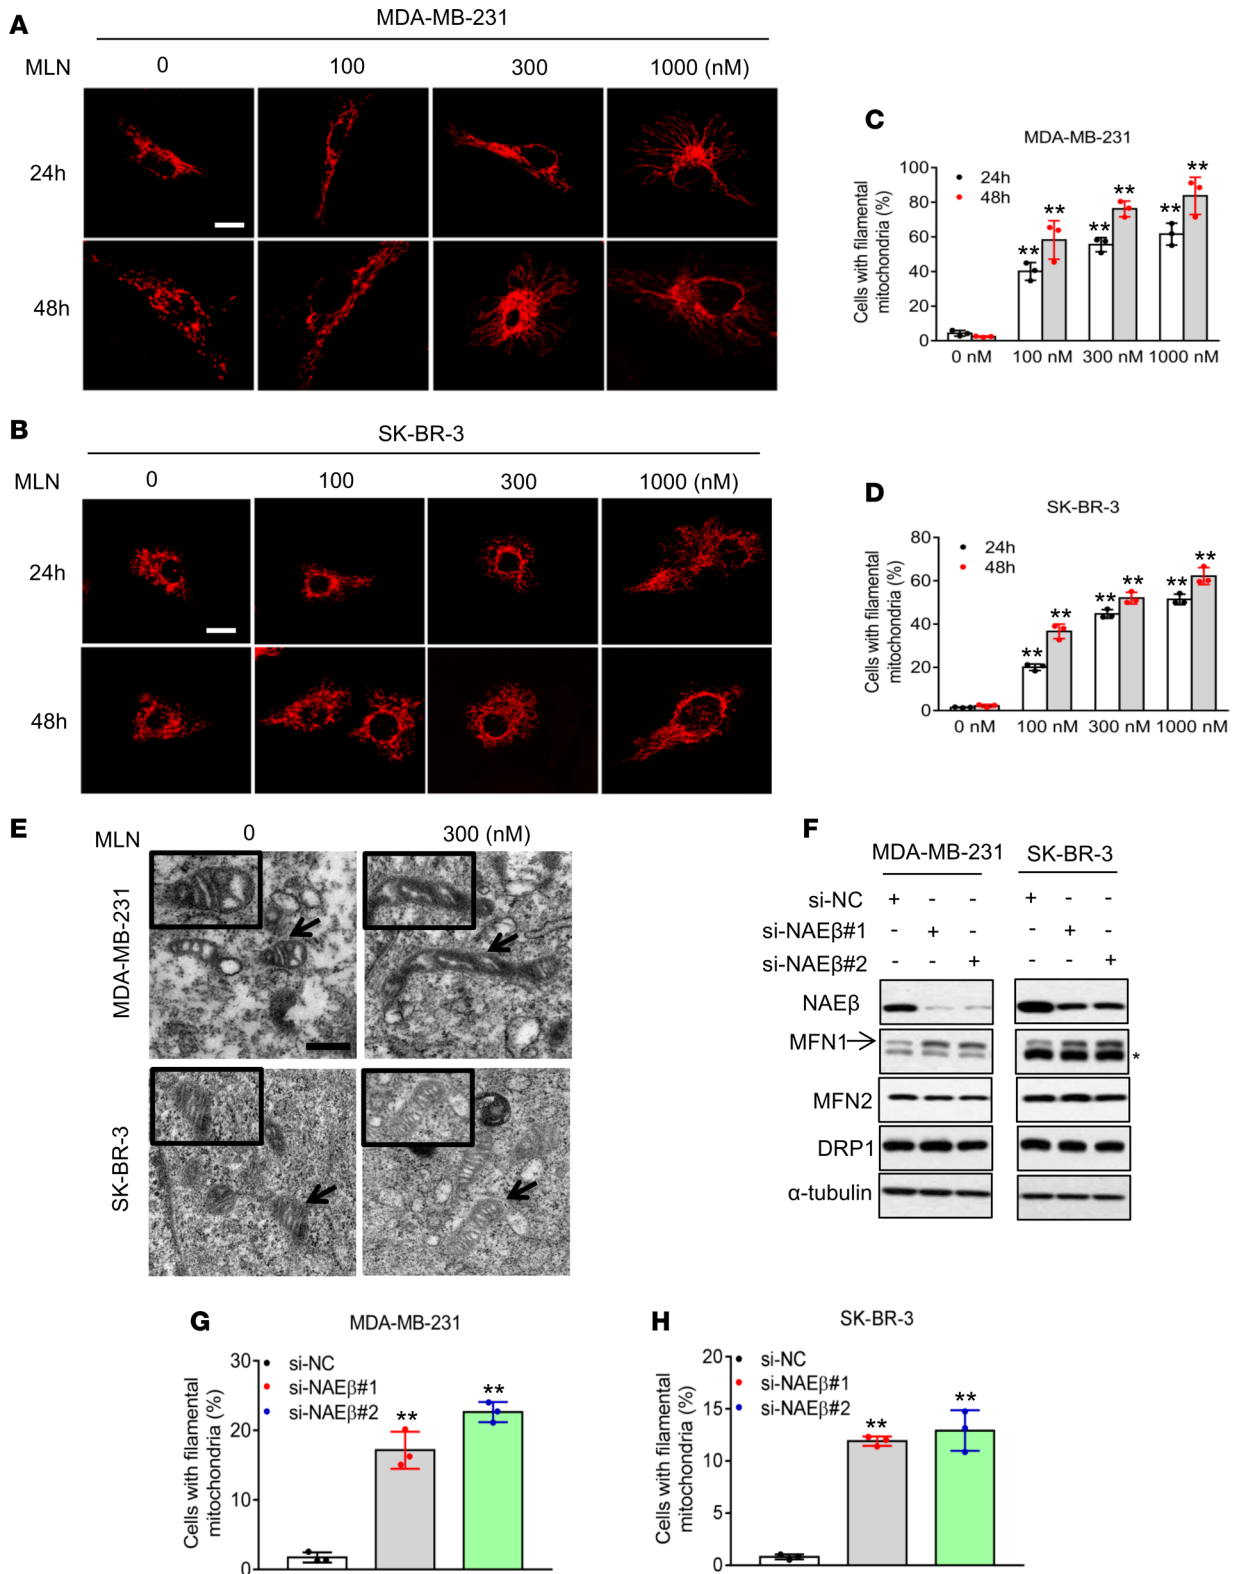 A
MDA-MB-231
MLN 0 100 300 1000 (nM)
24h
48h
C
MDA-MB-231
Cells with filamental
mitochondria (%)
100
80
60
40
20
0
24h
48h
** ** ** ** ** **
0 nM 100 nM 300 nM 1000 nM
B
SK-BR-3
MLN 0 100 300 1000 (nM)
24h
48h
D
SK-BR-3
Cells with filamental
mitochondria (%)
80
60
40
20
0
24h
48h
** ** ** ** ** **
0 nM 100 nM 300 nM 1000 nM
E
MLN 0 300 (nM)
MDA-MB-231
SK-BR-3
F
MDA-MB-231 SK-BR-3
si-NC + - - + - -
si-NAEβ#1 - + - - + -
si-NAEβ#2 - - + - - +
NAEβ
MFN1 *
MFN2
DRP1
α-tubulin
G
MDA-MB-231
Cells with filamental
mitochondria (%)
30
20
10
0
si-NC
si-NAEβ#1
si-NAEβ#2
** **
H
SK-BR-3
Cells with filamental
mitochondria (%)
20
15
10
5
0
si-NC
si-NAEβ#1
si-NAEβ#2
** **